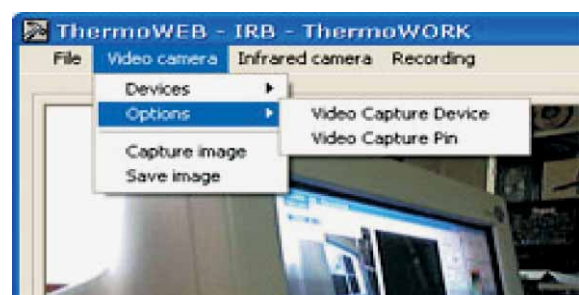 ThermoWEB - IRB - ThermoWORK
File Video camera Infrared camera Recording
Devices
Options
Video Capture Device
Video Capture Pin
Capture image
Save image